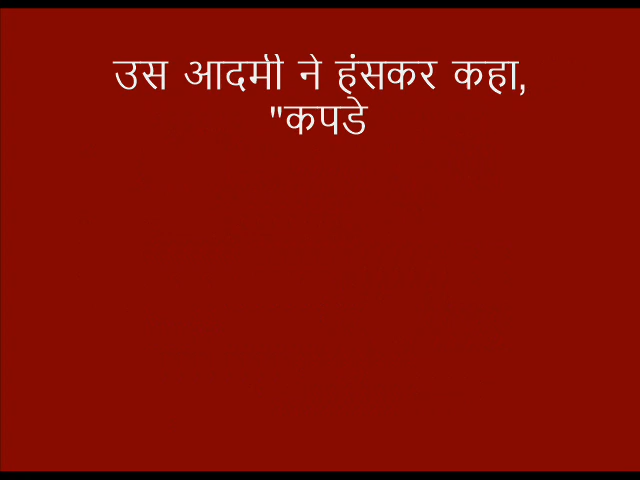 उस आदमी ने हंसकर कहा,
"कपडे